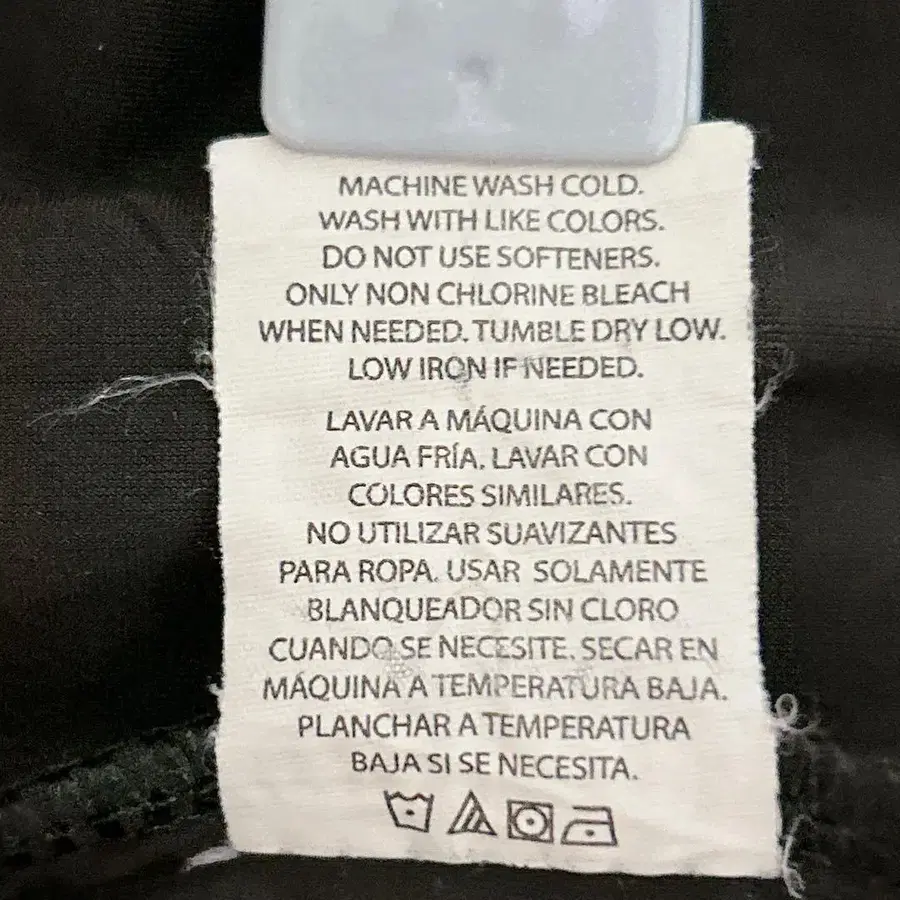 MACHINE WASH COLD.
WASH WITH LIKE COLORS.
DO NOT USE SOFTENERS.
ONLY NON CHLORINE BLEACH
WHEN NEEDED. TUMBLE DRY LOW.
LOW IRON IF NEEDED.
LAVAR A MÁQUINA CON
AGUA FRÍA. LAVAR CON
COLORES SIMILARES.
NO UTILIZAR SUAVIZANTES
PARA ROPA. USAR SOLAMENTE
BLANQUEADOR SIN CLORO
CUANDO SE NECESITE. SECAR EN
MÁQUINA A TEMPERATURA BAJA.
PLANCHAR A TEMPERATURA
BAJA SI SE NECESITA.